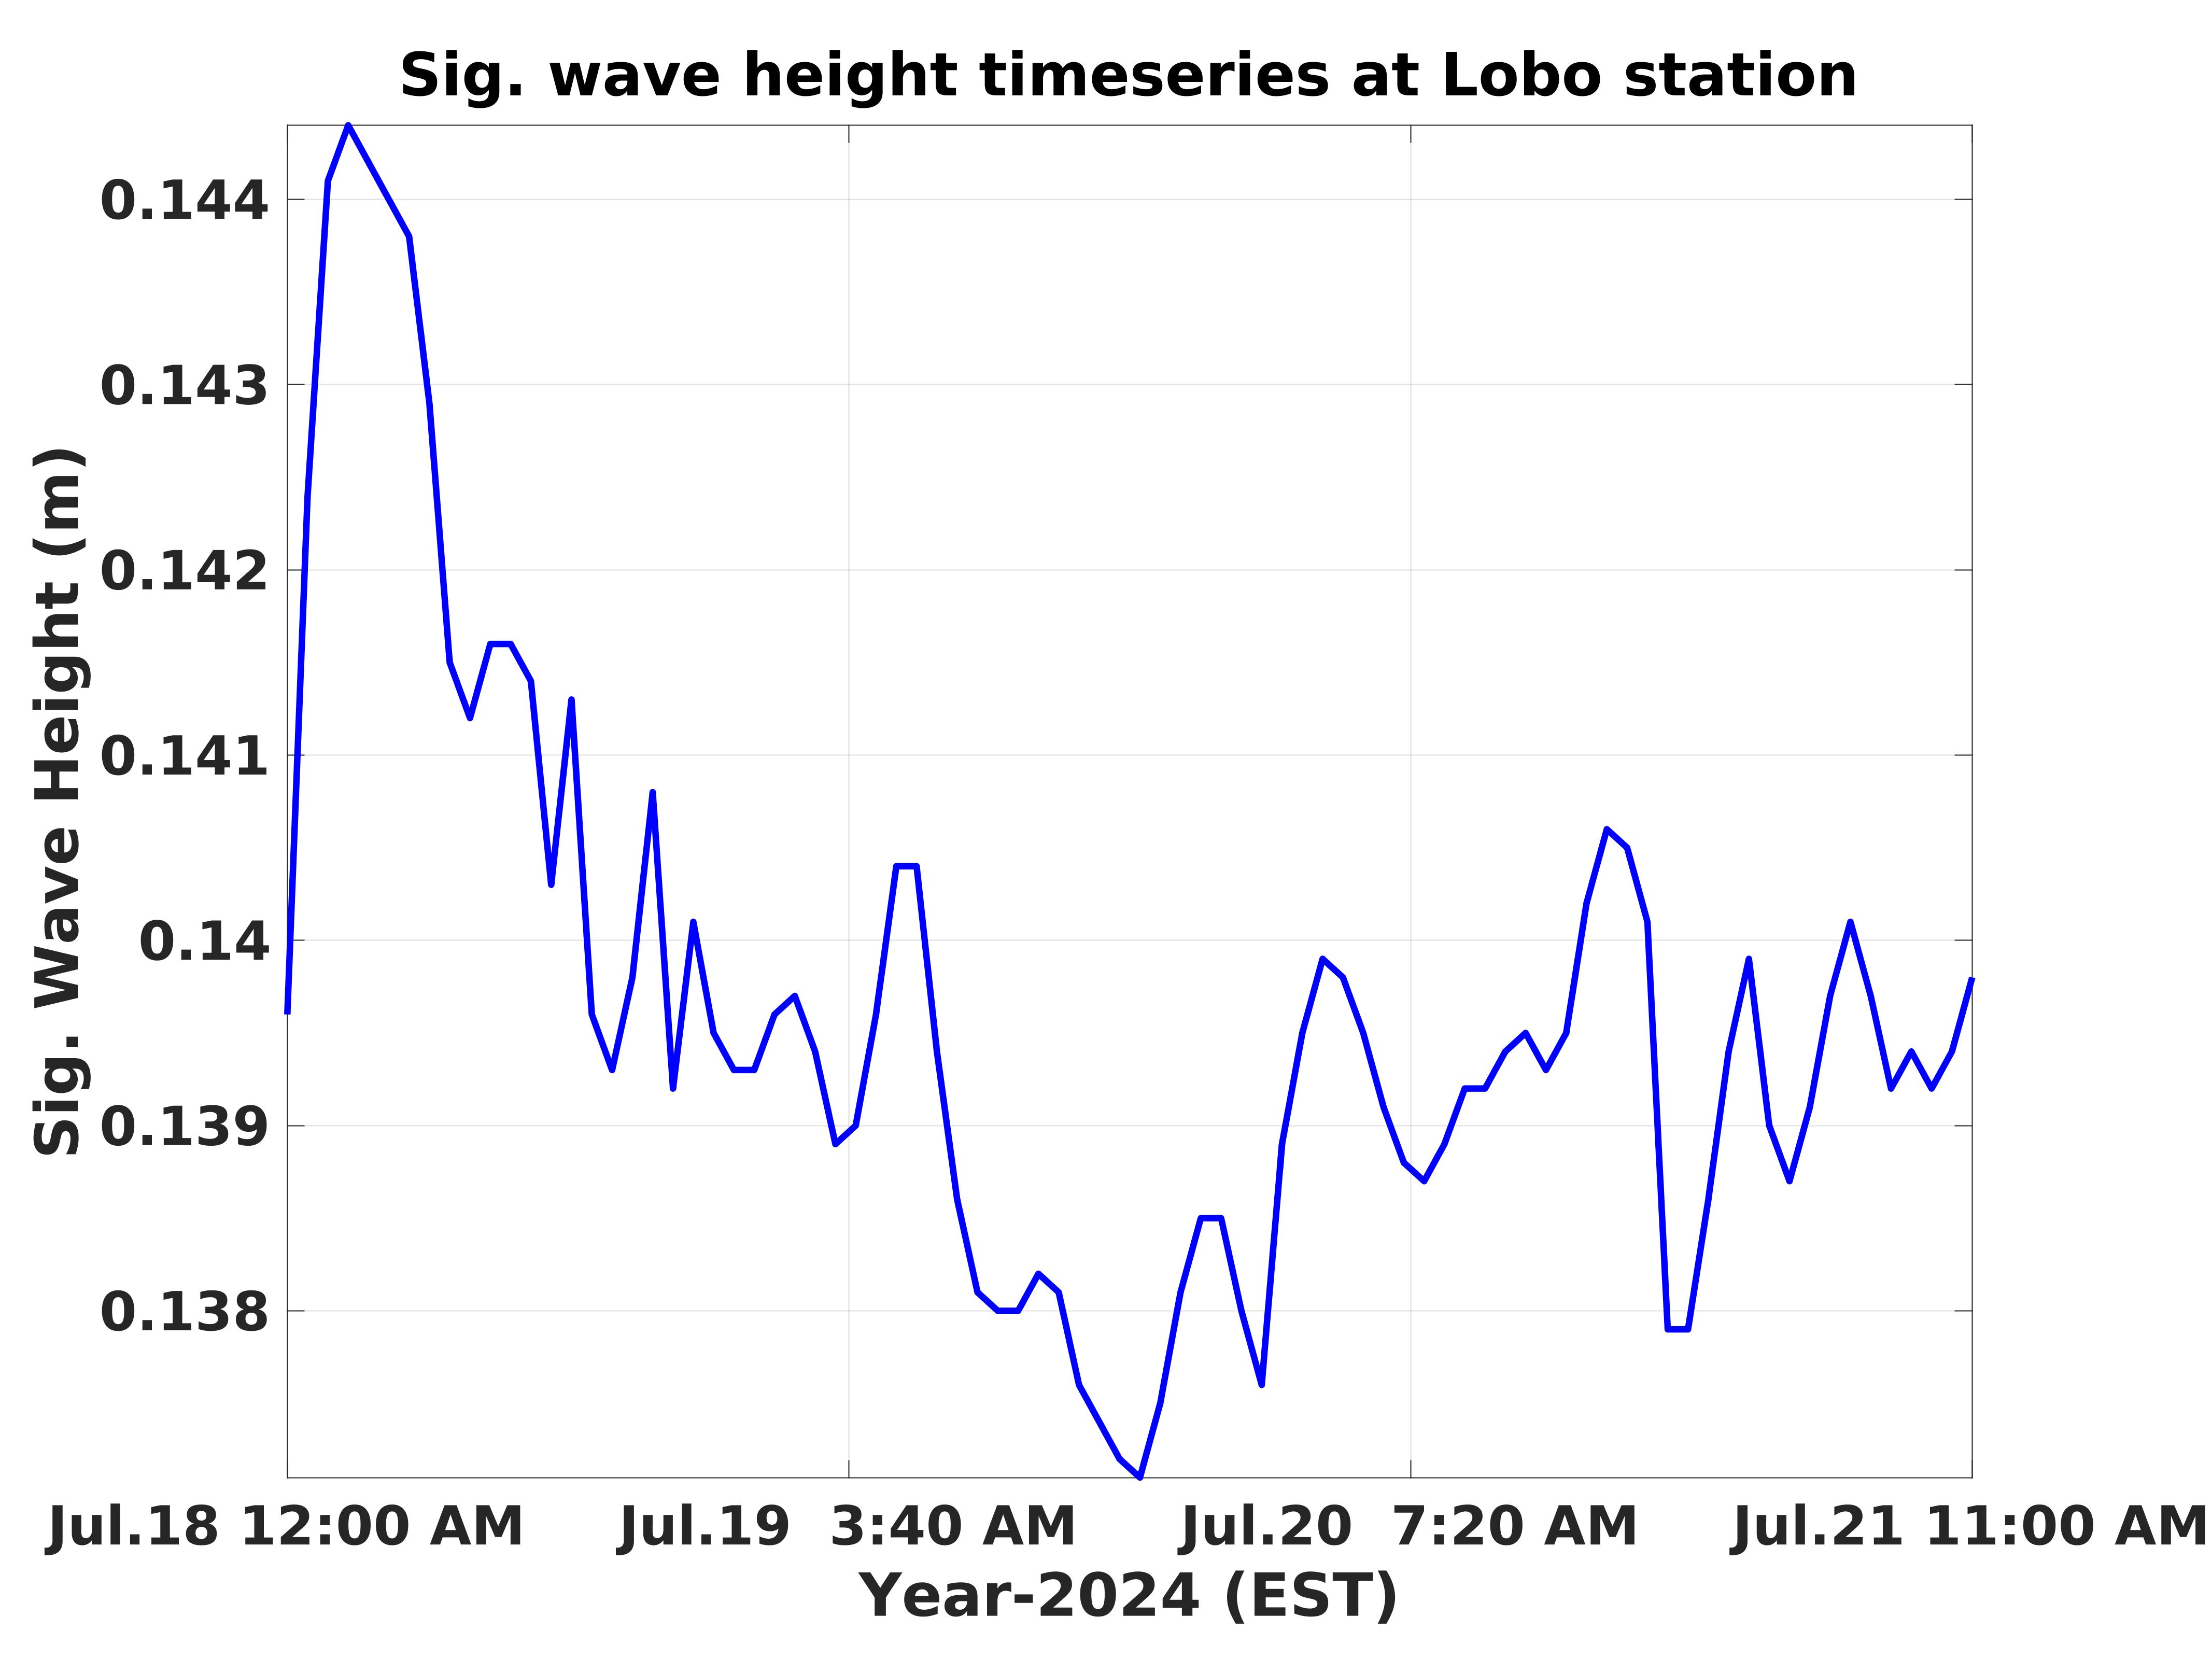 Sig. wave height timeseries at Lobo station
Sig. Wave Height (m)
0.144
0.143
0.142
0.141
0.14
0.139
0.138
Jul.18 12:00 AM
Jul.19 3:40 AM
Jul.20 7:20 AM
Jul.21 11:00 AM
Year-2024 (EST)